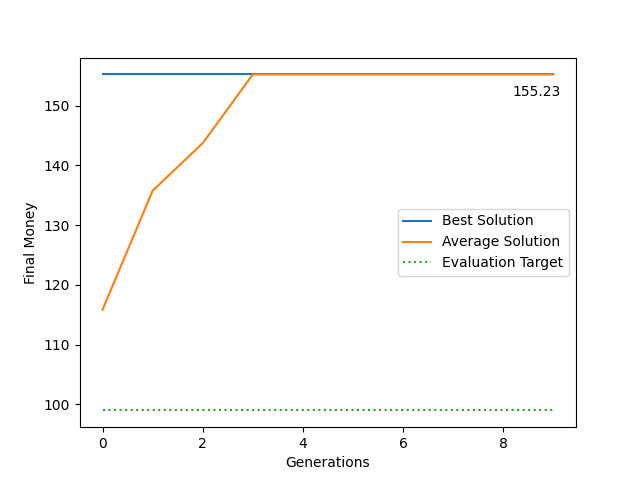 Final Money
150
140
130
120
110
100
155.23
Best Solution
Average Solution
Evaluation Target
0
2
4
6
8
Generations